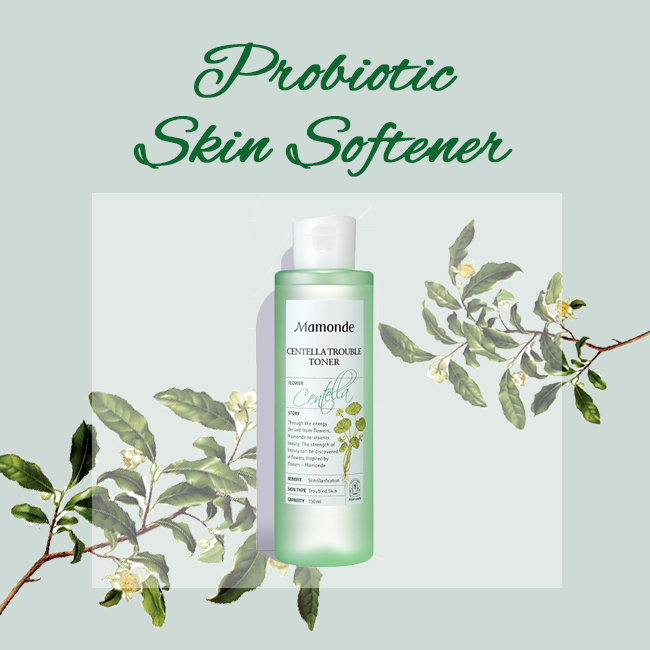 Probiotic
Skin Softener
Mamonde
CENTELLA TROUBLE
TONER
FLOWER
Centella
STORY
Through the energy
derived from flowers,
Mamonde re-invents
beauty. The strength of
beauty can be discovered
in flowers, inspired by
flowers – Mamonde
BENEFIT Skin Clarification
SKIN TYPE Troubled Skin
CAPACITY 150 ml